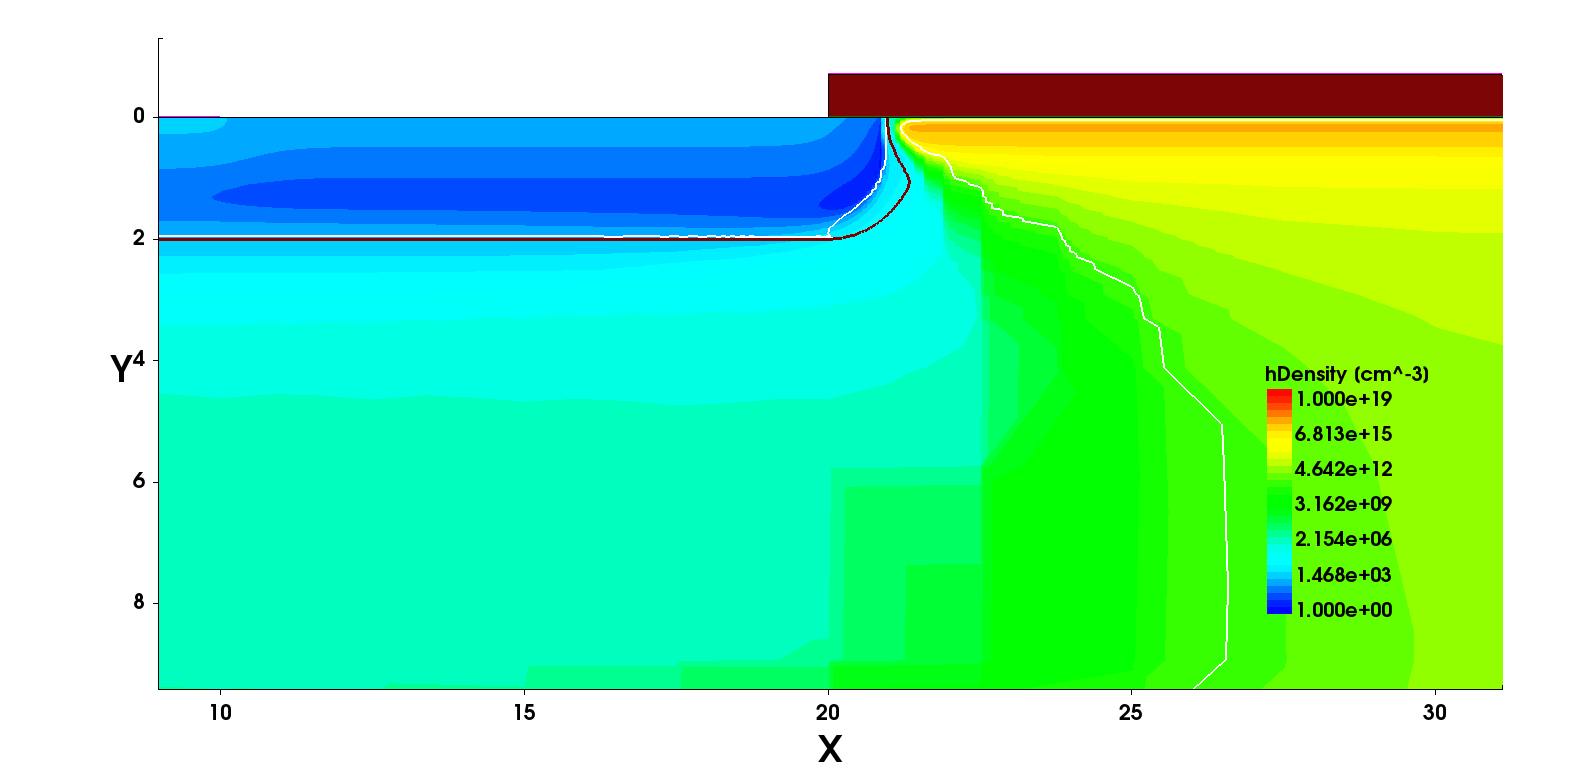 0
2
Y 4
6
8
hDensity (cm^-3)
1.000e+19
6.813e+15
4.642e+12
3.162e+09
2.154e+06
1.468e+03
1.000e+00
10 15 20 25 30
X